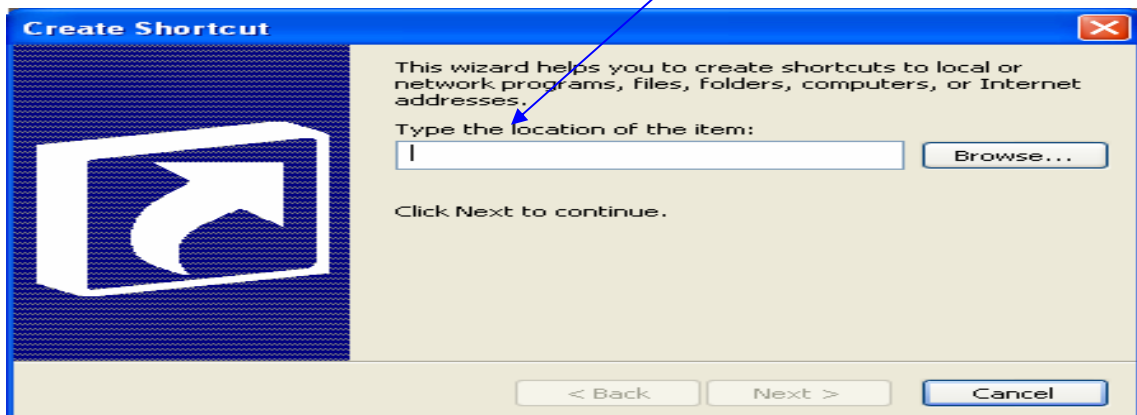 Create Shortcut
This wizard helps you to create shortcuts to local or
network programs, files, folders, computers, or Internet
addresses.
Type the location of the item:
Browse...
Click Next to continue.
< Back
Next >
Cancel